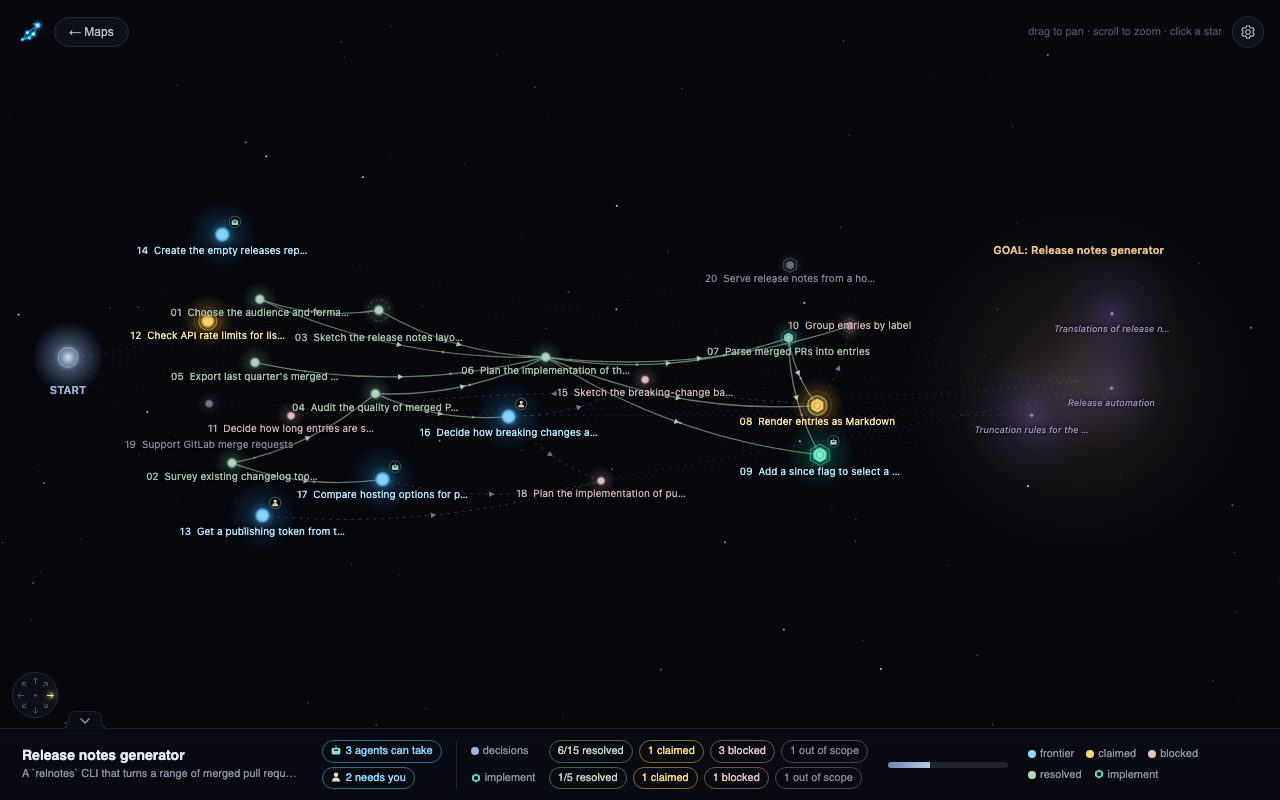 ← Maps
drag to pan · scroll to zoom · click a star
GOAL: Release notes generator
14 Create the empty releases rep...
20 Serve release notes from a ho...
01 Choose the audience and forma...
10 Group entries by label
Translations of release n...
12 Check API rate limits for lis...
03 Sketch the release notes layo...
07 Parse merged PRs into entries
START
05 Export last quarter's merged ...
06 Plan the implementation of th...
15 Sketch the breaking-change ba...
Release automation
04 Audit the quality of merged P...
08 Render entries as Markdown
11 Decide how long entries are s...
16 Decide how breaking changes a...
Truncation rules for the ...
19 Support GitLab merge requests
02 Survey existing changelog too...
09 Add a since flag to select a ...
17 Compare hosting options for p...
18 Plan the implementation of pu...
13 Get a publishing token from t...
Release notes generator
A `relnotes` CLI that turns a range of merged pull requ...
3 agents can take
2 needs you
decisions 6/15 resolved 1 claimed 3 blocked 1 out of scope
implement 1/5 resolved 1 claimed 1 blocked 1 out of scope
frontier claimed blocked
resolved implement